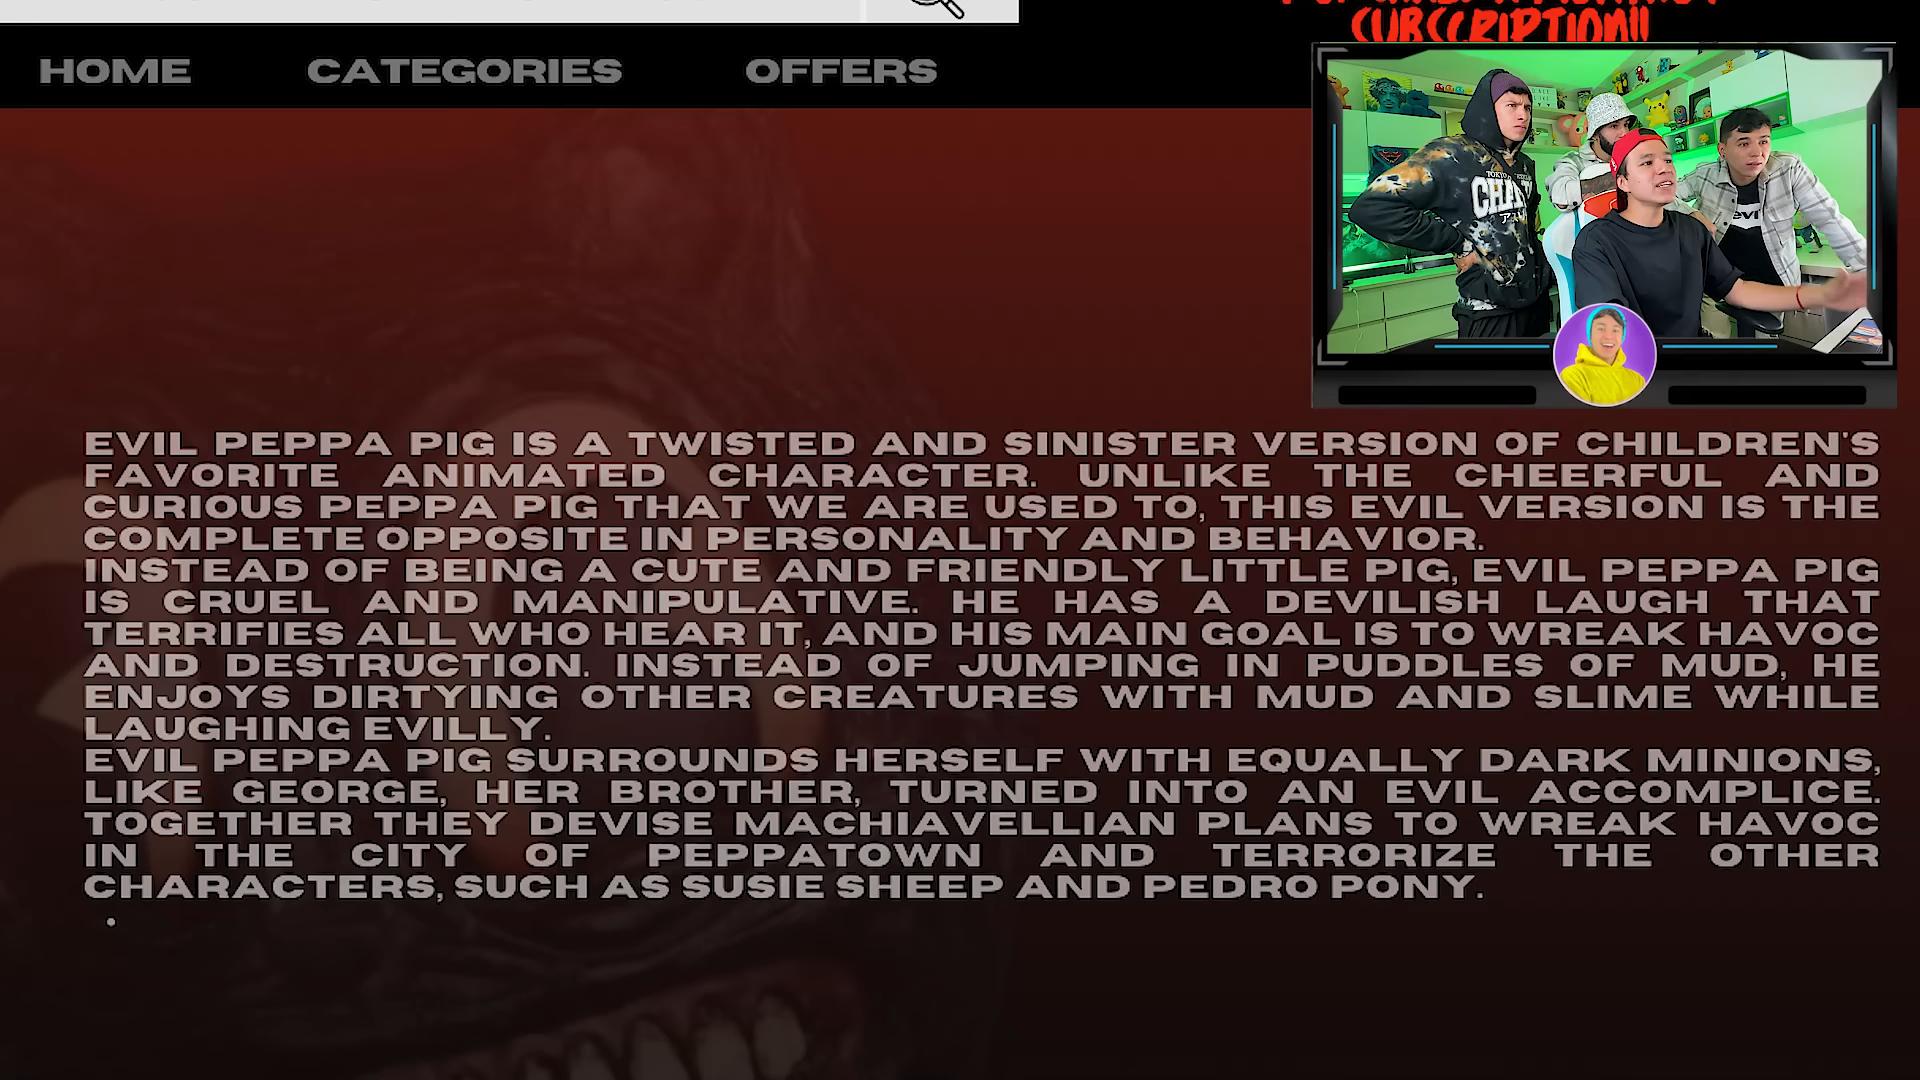 SUBSCRIPTION!!
HOME CATEGORIES OFFERS
EVIL PEPPA PIG IS A TWISTED AND SINISTER VERSION OF CHILDREN'S
FAVORITE ANIMATED CHARACTER. UNLIKE THE CHEERFUL AND
CURIOUS PEPPA PIG THAT WE ARE USED TO, THIS EVIL VERSION IS THE
COMPLETE OPPOSITE IN PERSONALITY AND BEHAVIOR.
INSTEAD OF BEING A CUTE AND FRIENDLY LITTLE PIG, EVIL PEPPA PIG
IS CRUEL AND MANIPULATIVE. HE HAS A DEVILISH LAUGH THAT
TERRIFIES ALL WHO HEAR IT, AND HIS MAIN GOAL IS TO WREAK HAVOC
AND DESTRUCTION. INSTEAD OF JUMPING IN PUDDLES OF MUD, HE
ENJOYS DIRTYING OTHER CREATURES WITH MUD AND SLIME WHILE
LAUGHING EVILLY.
EVIL PEPPA PIG SURROUNDS HERSELF WITH EQUALLY DARK MINIONS,
LIKE GEORGE, HER BROTHER, TURNED INTO AN EVIL ACCOMPLICE.
TOGETHER THEY DEVISE MACHIAVELLIAN PLANS TO WREAK HAVOC
IN THE CITY OF PEPPATOWN AND TERRORIZE THE OTHER
CHARACTERS, SUCH AS SUSIE SHEEP AND PEDRO PONY.